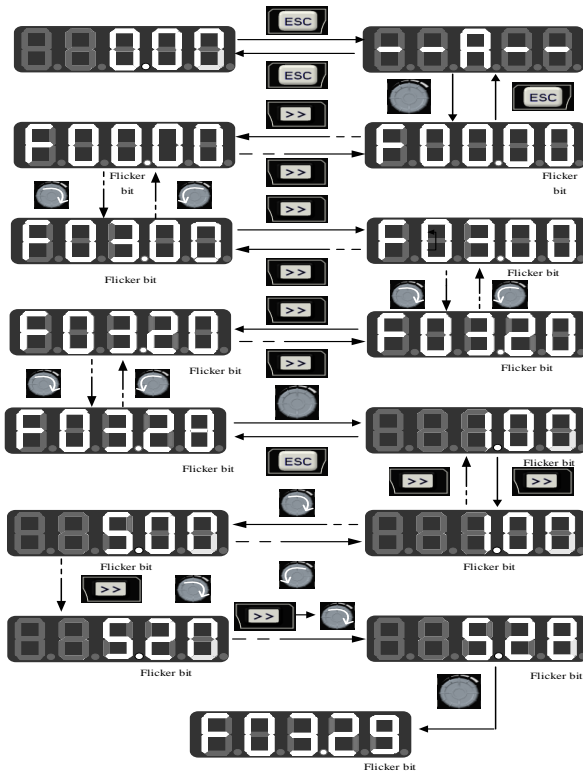 ESC
0.00
--A--
ESC
ESC
>>
F00.00
F00.00
Flicker
bit
Flicker
bit
>>
>>
F03.00
F03.00
Flicker bit
Flicker bit
>>
>>
F03.20
F03.20
Flicker bit
Flicker bit
>>
F03.28
1.00
Flicker bit
Flicker bit
ESC
>>
>>
5.00
1.00
Flicker bit
Flicker bit
>>
>>
5.20
5.28
Flicker bit
Flicker bit
F03.29
Flicker bit